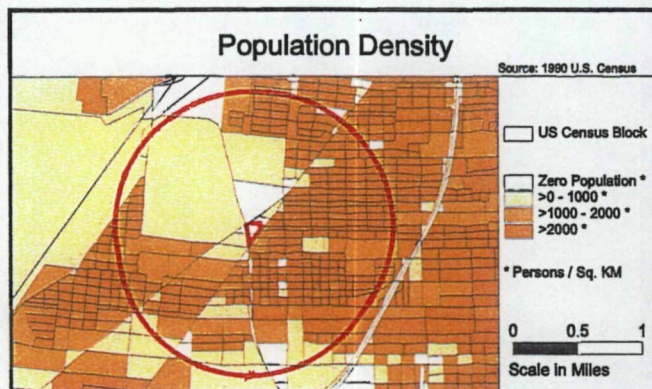 Population Density
Source: 1990 U.S. Census
US Census Block
Zero Population *
>0 - 1000 *
>1000 - 2000 *
>2000 *
* Persons / Sq. KM
0 0.5 1
Scale in Miles